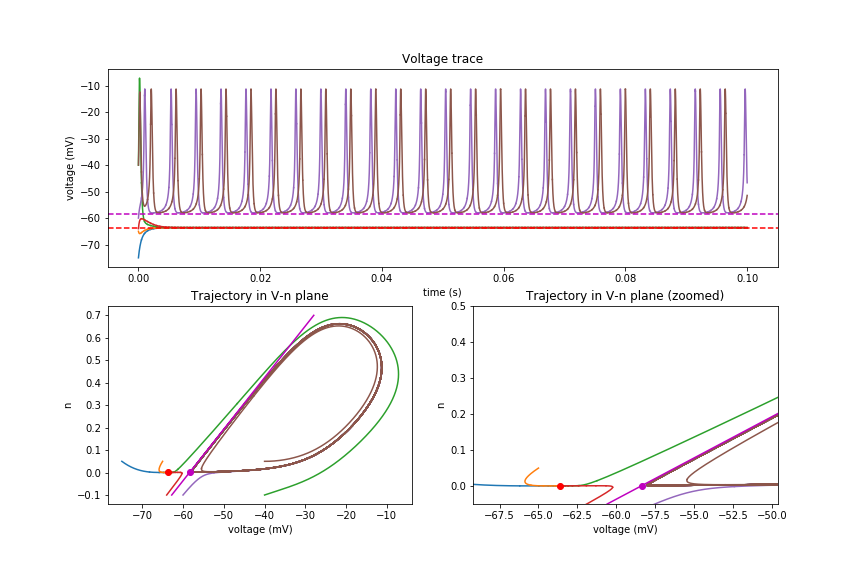 Voltage trace
voltage (mV)
−10
−20
−30
−40
−50
−60
−70
0.00 0.02 0.04 0.06 0.08 0.10
time (s)
Trajectory in V-n plane
n
0.7
0.6
0.5
0.4
0.3
0.2
0.1
0.0
−0.1
−70 −60 −50 −40 −30 −20 −10
voltage (mV)
Trajectory in V-n plane (zoomed)
n
0.5
0.4
0.3
0.2
0.1
0.0
−67.5 −65.0 −62.5 −60.0 −57.5 −55.0 −52.5 −50.0
voltage (mV)